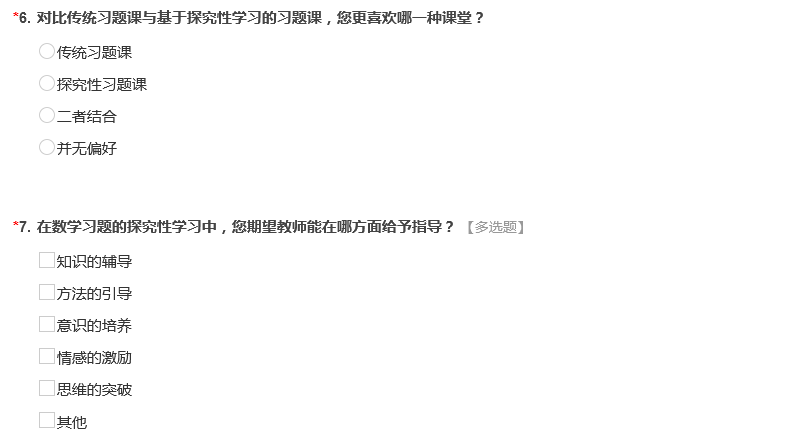 *6. 对比传统习题课与基于探究性学习的习题课，您更喜欢哪一种课堂？
传统习题课
探究性习题课
二者结合
并无偏好
*7. 在数学习题的探究性学习中，您期望教师能在哪方面给予指导？ 【多选题】
知识的辅导
方法的引导
意识的培养
情感的激励
思维的突破
其他